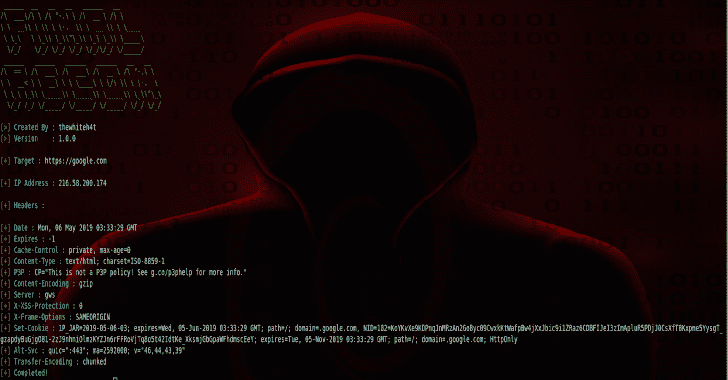 FINAL
RECON
[>] Created By : thewhiteh4t
[>] Version : 1.0.0
[+] Target : https://google.com
[+] IP Address : 216.58.200.174
[+] Headers :
[+] Date : Mon, 06 May 2019 03:33:29 GMT
[+] Expires : -1
[+] Cache-Control : private, max-age=0
[+] Content-Type : text/html; charset=ISO-8859-1
[+] P3P : CP="This is not a P3P policy! See g.co/p3phelp for more info."
[+] Content-Encoding : gzip
[+] Server : gws
[+] X-XSS-Protection : 0
[+] X-Frame-Options : SAMEORIGIN
[+] Set-Cookie : 1P_JAR=2019-05-06-03; expires=Wed, 05-Jun-2019 03:33:29 GMT; path=/; domain=.google.com,
expires=Tue, 05-Nov-2019 03:33:29 GMT; path=/; domain=.google.com; HttpOnly
[+] Alt-Svc : quic=":443"; ma=2592000; v="46,44,43,39"
[+] Transfer-Encoding : chunked
[+] Completed!